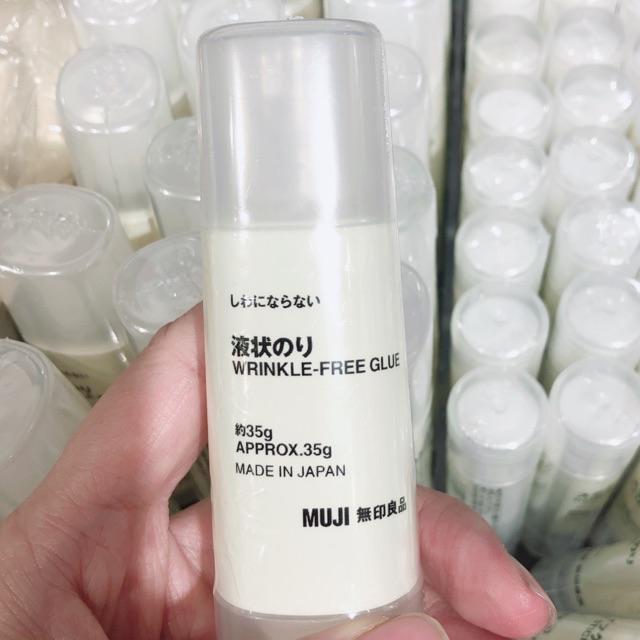 しわにならない
液状のり
WRINKLE-FREE GLUE
約35g
APPROX.35g
MADE IN JAPAN
MUJI 無印良品